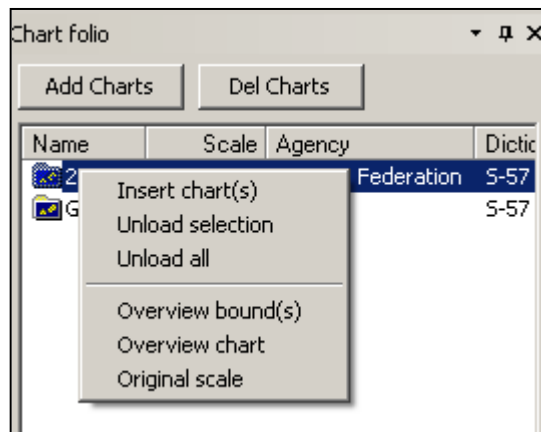 Chart folio
Add Charts Del Charts
Name Scale Agency Dictic
2 Federation S-57
G S-57
Insert chart(s)
Unload selection
Unload all
Overview bound(s)
Overview chart
Original scale